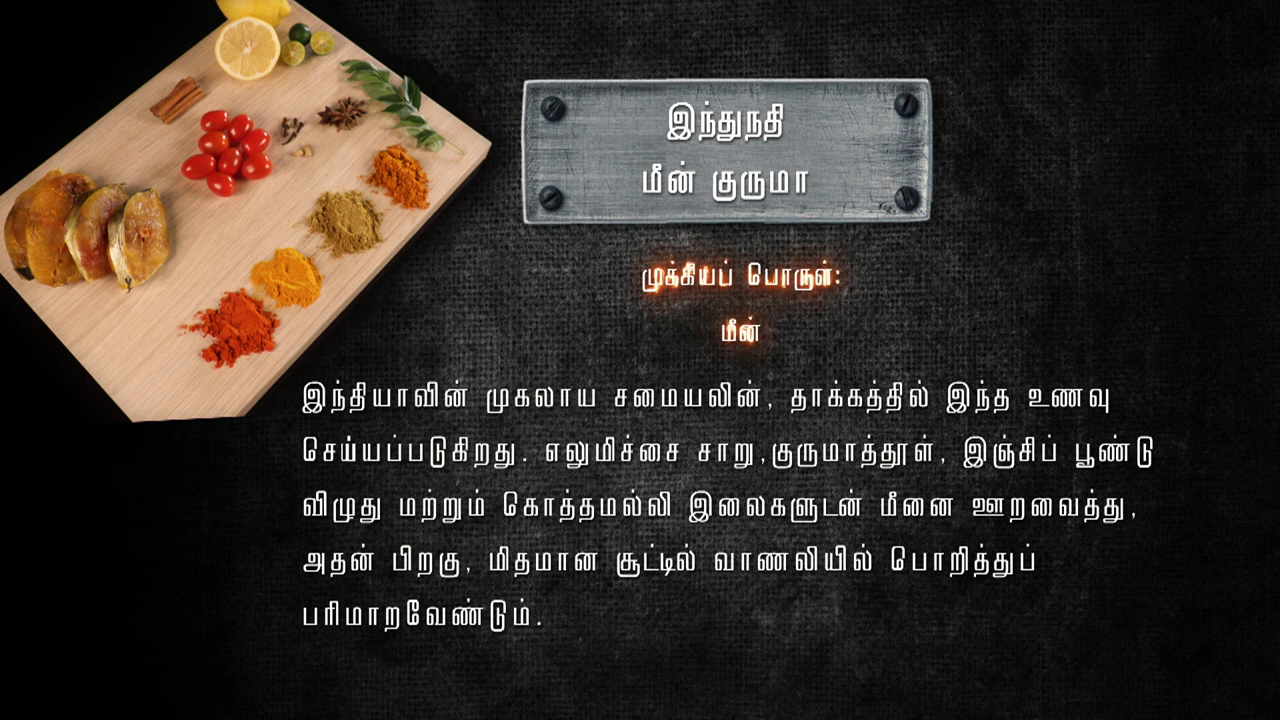 இந்துநதி
மீன் குருமா
முக்கியப் பொருள்:
மீன்
இந்தியாவின் முகலாய சமையலின், தாக்கத்தில் இந்த உணவு
செய்யப்படுகிறது. எலுமிச்சை சாறு,குருமாத்தூள், இஞ்சிப் பூண்டு
விழுது மற்றும் கொத்தமல்லி இலைகளுடன் மீனை ஊறவைத்து,
அதன் பிறகு, மிதமான சூட்டில் வாணலியில் பொறித்துப்
பரிமாறவேண்டும்.